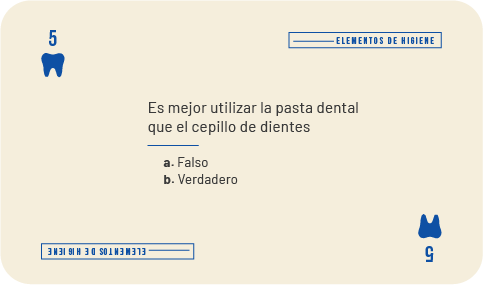 5
ELEMENTOS DE HIGIENE
Es mejor utilizar la pasta dental
que el cepillo de dientes
a. Falso
b. Verdadero
ELEMENTOS DE HIGIENE
5